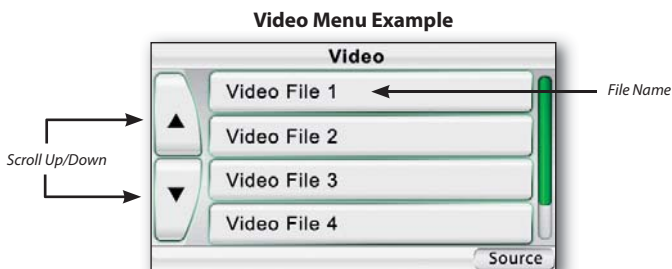 Video Menu Example
Video
Video File 1
File Name
Video File 2
Scroll Up/Down
Video File 3
Video File 4
Source